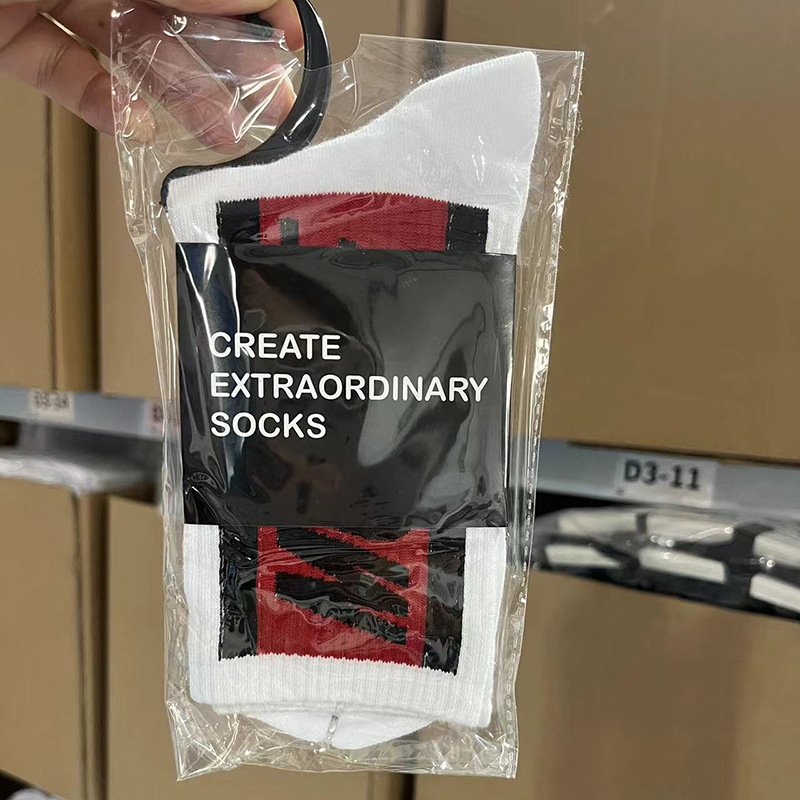 CREATE
EXTRAORDINARY
SOCKS
D3-11